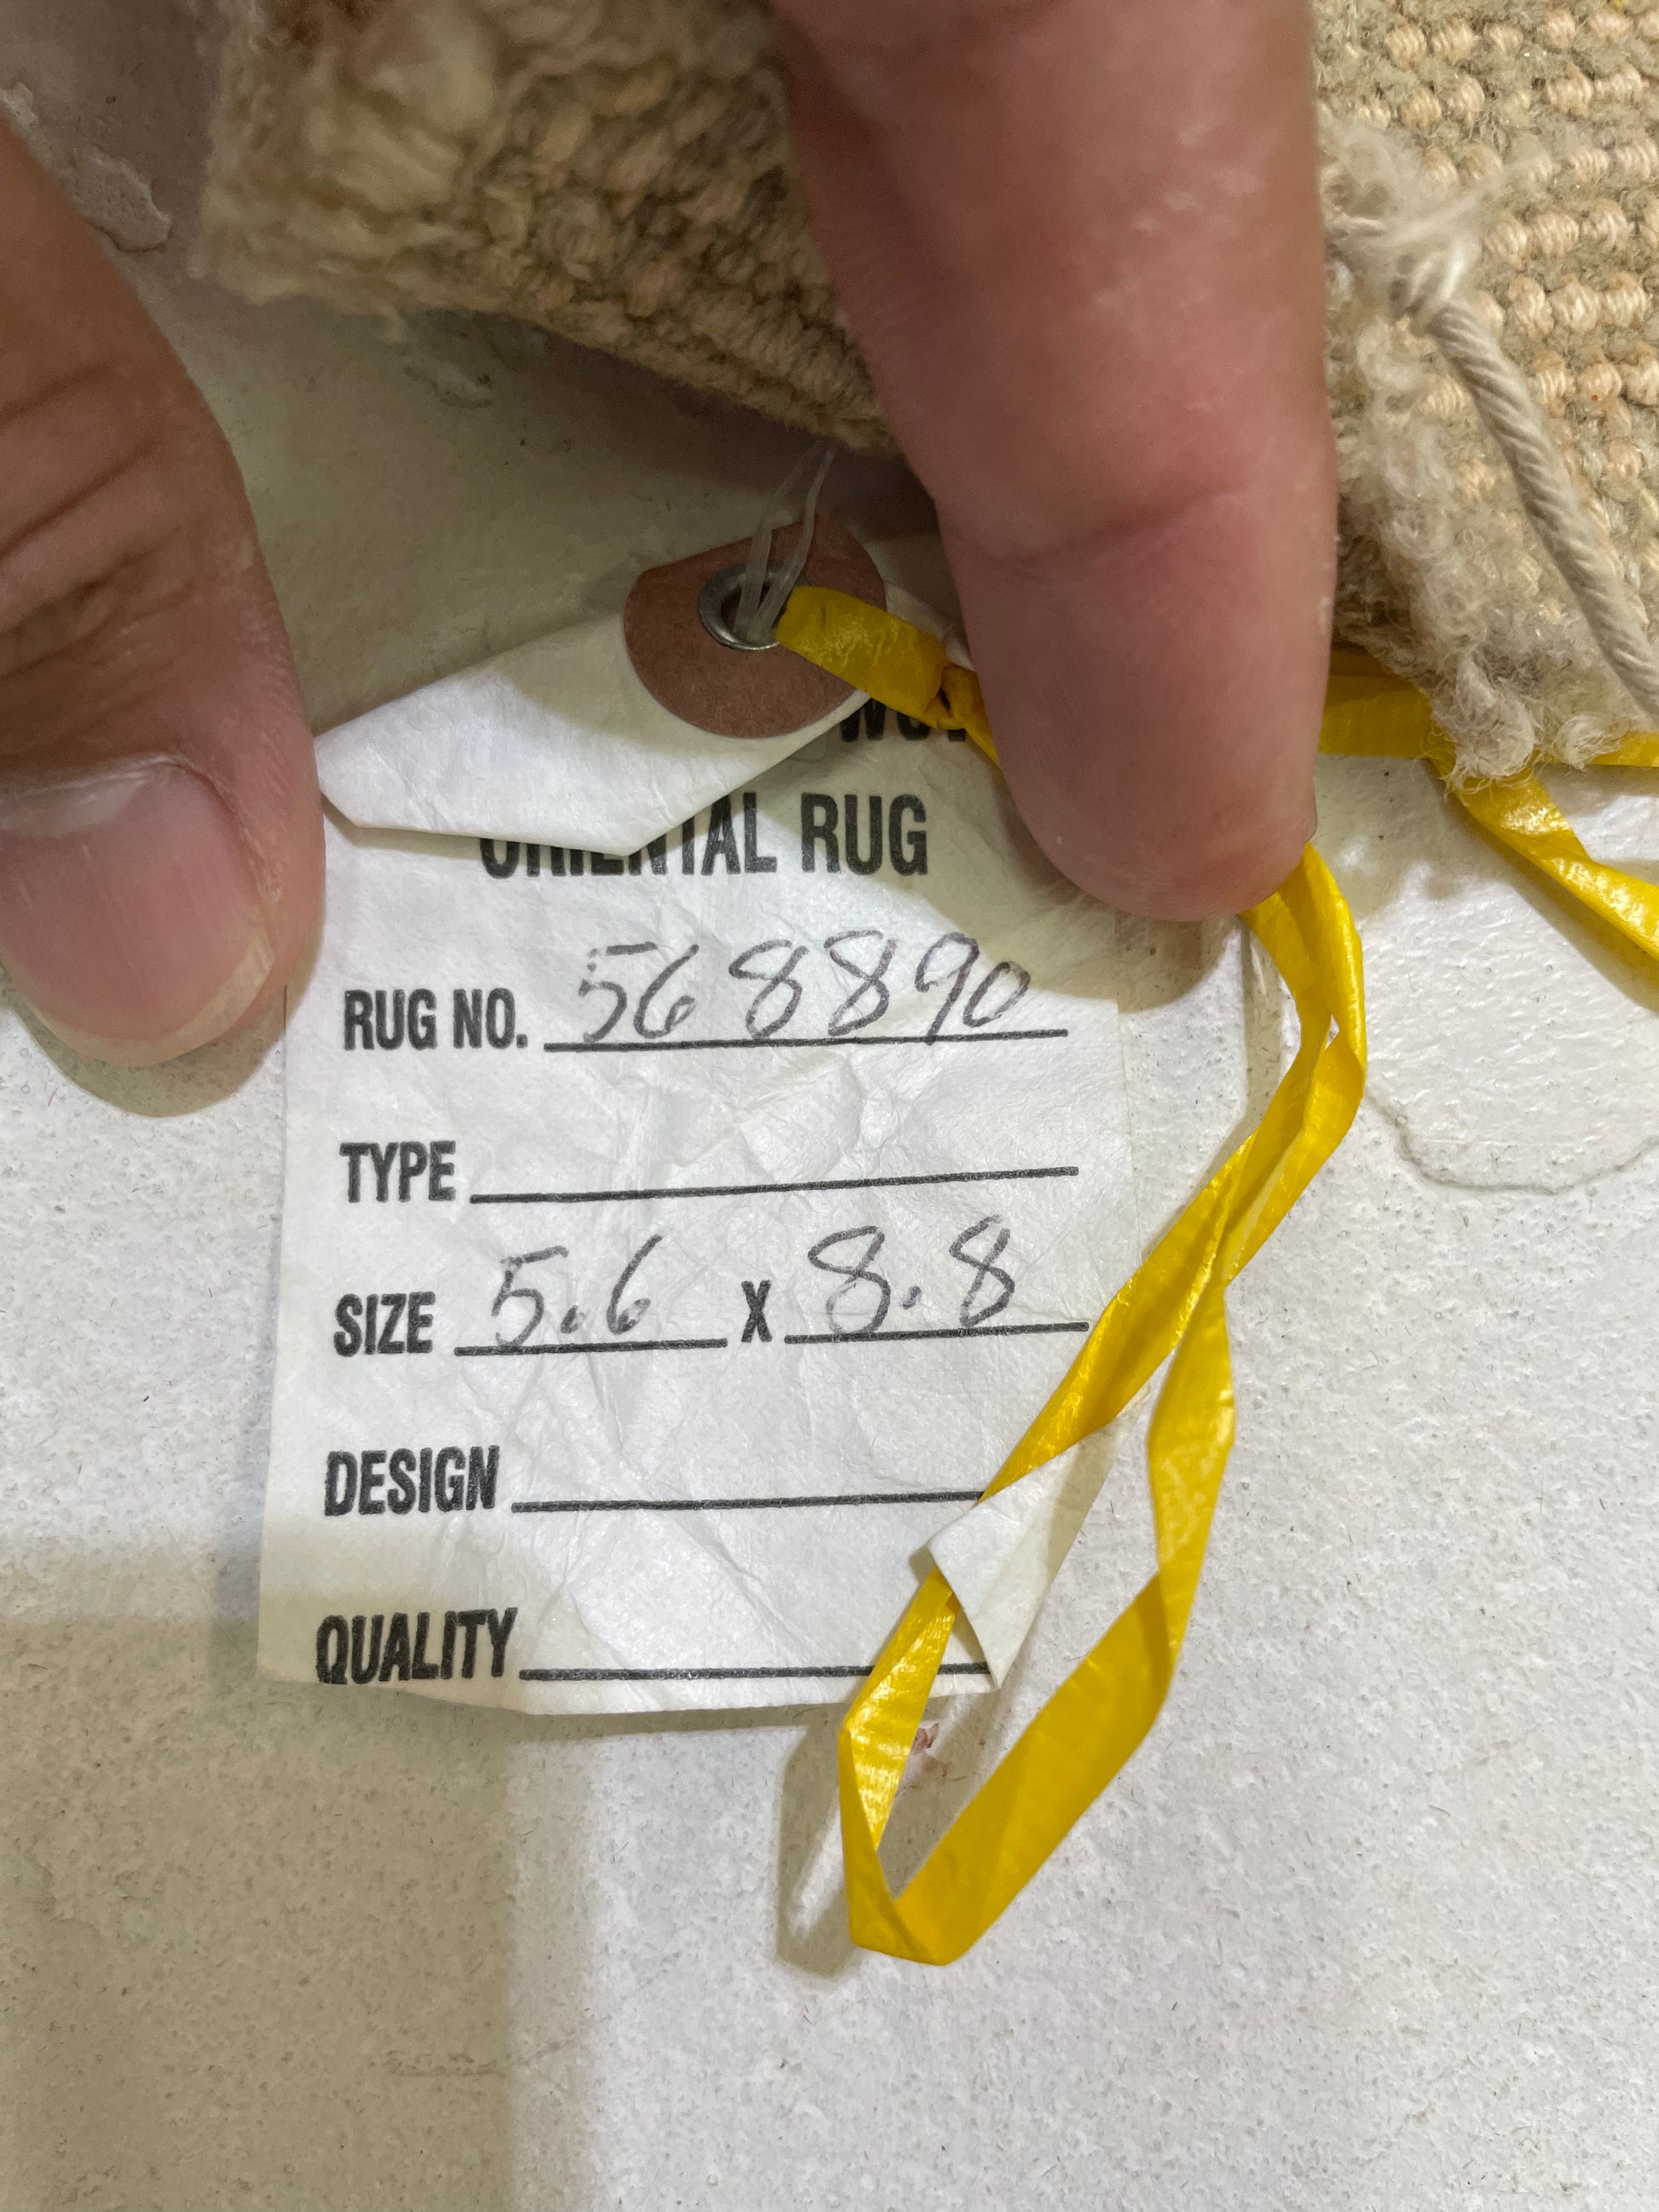 ORIENTAL RUG
RUG NO. 568890
TYPE
SIZE 5.6 X 8.8
DESIGN
QUALITY